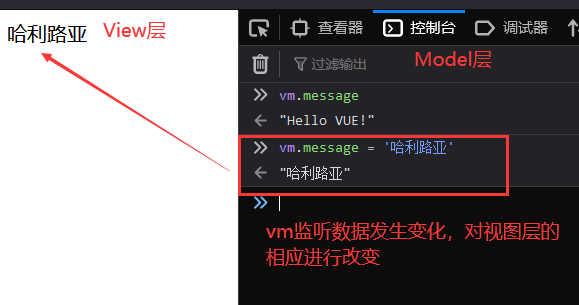 哈利路亚 View层
查看器 控制台 调试器
过滤输出 Model层
vm.message
"Hello VUE!"
vm.message = '哈利路亚'
"哈利路亚"
vm监听数据发生变化，对视图层的
相应进行改变